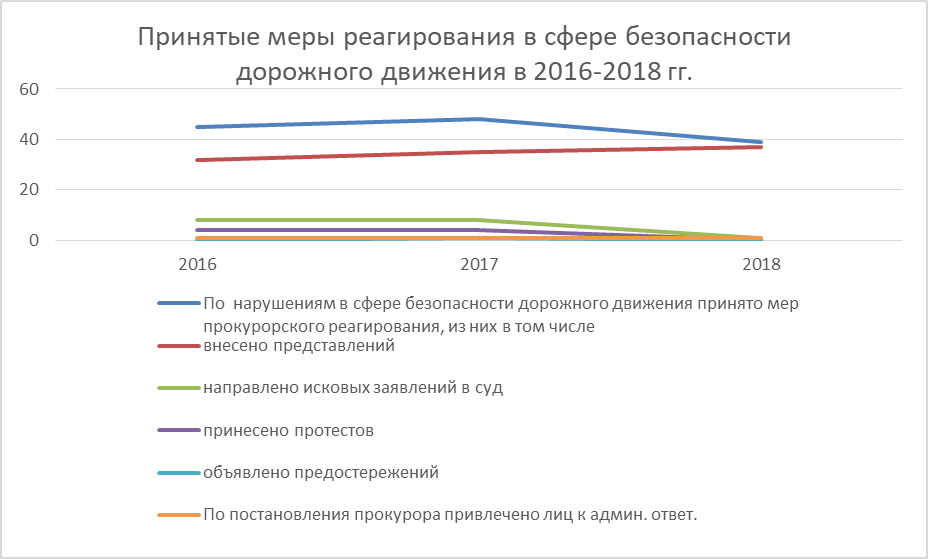 Принятые меры реагирования в сфере безопасности
дорожного движения в 2016-2018 гг.
60
40
20
0
2016 2017 2018
По нарушениям в сфере безопасности дорожного движения принято мер
прокурорского реагирования, из них в том числе
внесено представлений
направлено исковых заявлений в суд
принесено протестов
объявлено предостережений
По постановления прокурора привлечено лиц к админ. ответ.